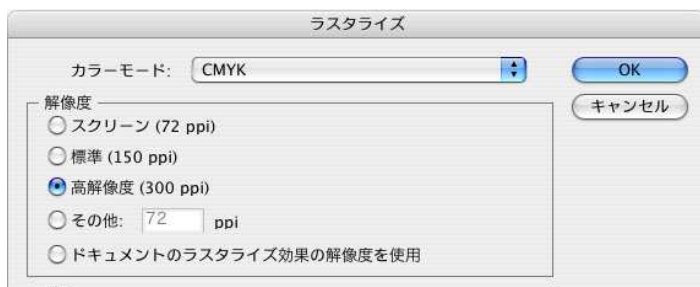 ラスタライズ
カラーモード: CMYK
OK
解像度
キャンセル
スクリーン (72 ppi)
標準 (150 ppi)
高解像度 (300 ppi)
その他: 72 ppi
ドキュメントのラスタライズ効果の解像度を使用